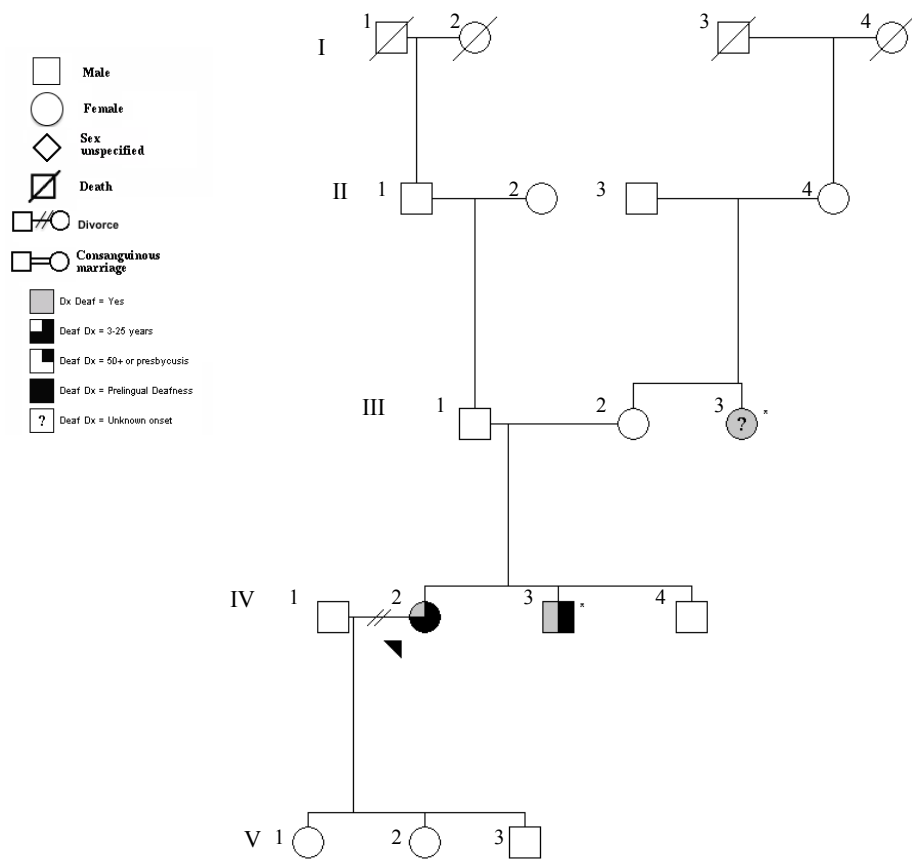 1 2 3 4
I
Male
Female
Sex
unspecified
Death
Divorce
Consanguinous
marriage
Dx Deaf = Yes
Deaf Dx = 3-25 years
Deaf Dx = 50+ or presbycusis
Deaf Dx = Prelingual Deafness
? Deaf Dx = Unknown onset
II 1 2 3 4
III 1 2 3 ? *
IV 1 2 3 * 4
V 1 2 3